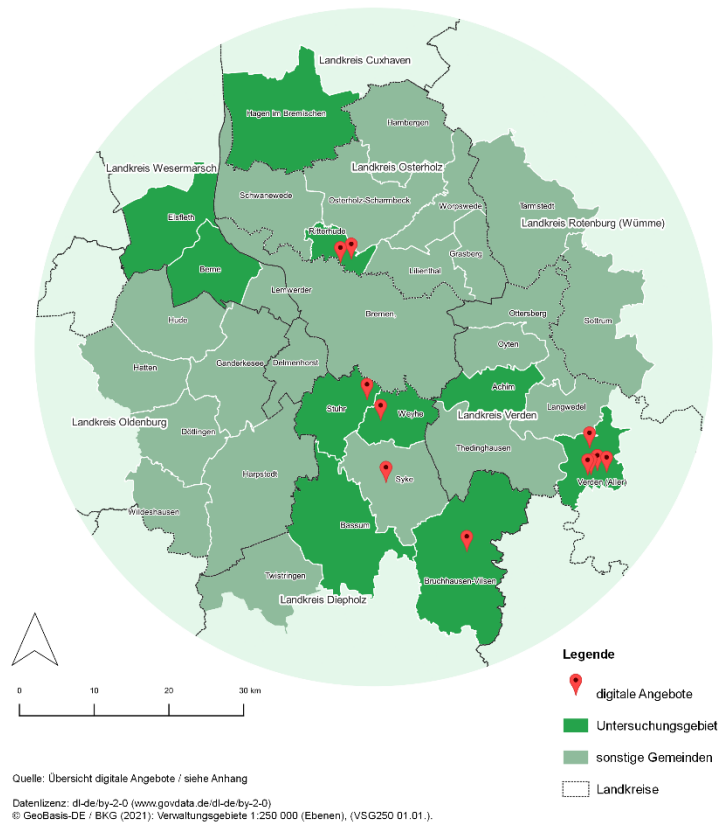 Landkreis Cuxhaven
Hagen im Bremischen
Hambergen
Landkreis Wesermarsch
Landkreis Osterholz
Schwanewede
Osterholz-Scharmbeck
Worpswede
Tarmstedt
Elsfleth
Landkreis Rotenburg (Wümme)
Ritterhude
Grasberg
Lilienthal
Berne
Lemwerder
Hude
Bremen
Ottersberg
Sottrum
Oyten
Hatten
Ganderkesee
Delmenhorst
Achim
Stuhr
Weyhe
Langwedel
Landkreis Verden
Landkreis Oldenburg
Dötlingen
Thedinghausen
Harpstedt
Syke
Verden (Aller)
Wildeshausen
Bassum
Twistringen
Bruchhausen-Vilsen
Landkreis Diepholz
Legende
digitale Angebote
Untersuchungsgebiet
sonstige Gemeinden
Landkreise
0 10 20 30 km
Quelle: Übersicht digitale Angebote / siehe Anhang
Datenlizenz: dl-de/by-2-0 (www.govdata.de/dl-de/by-2-0)
© GeoBasis-DE / BKG (2021): Verwaltungsgebiete 1:250 000 (Ebenen), (VSG250 01.01.).